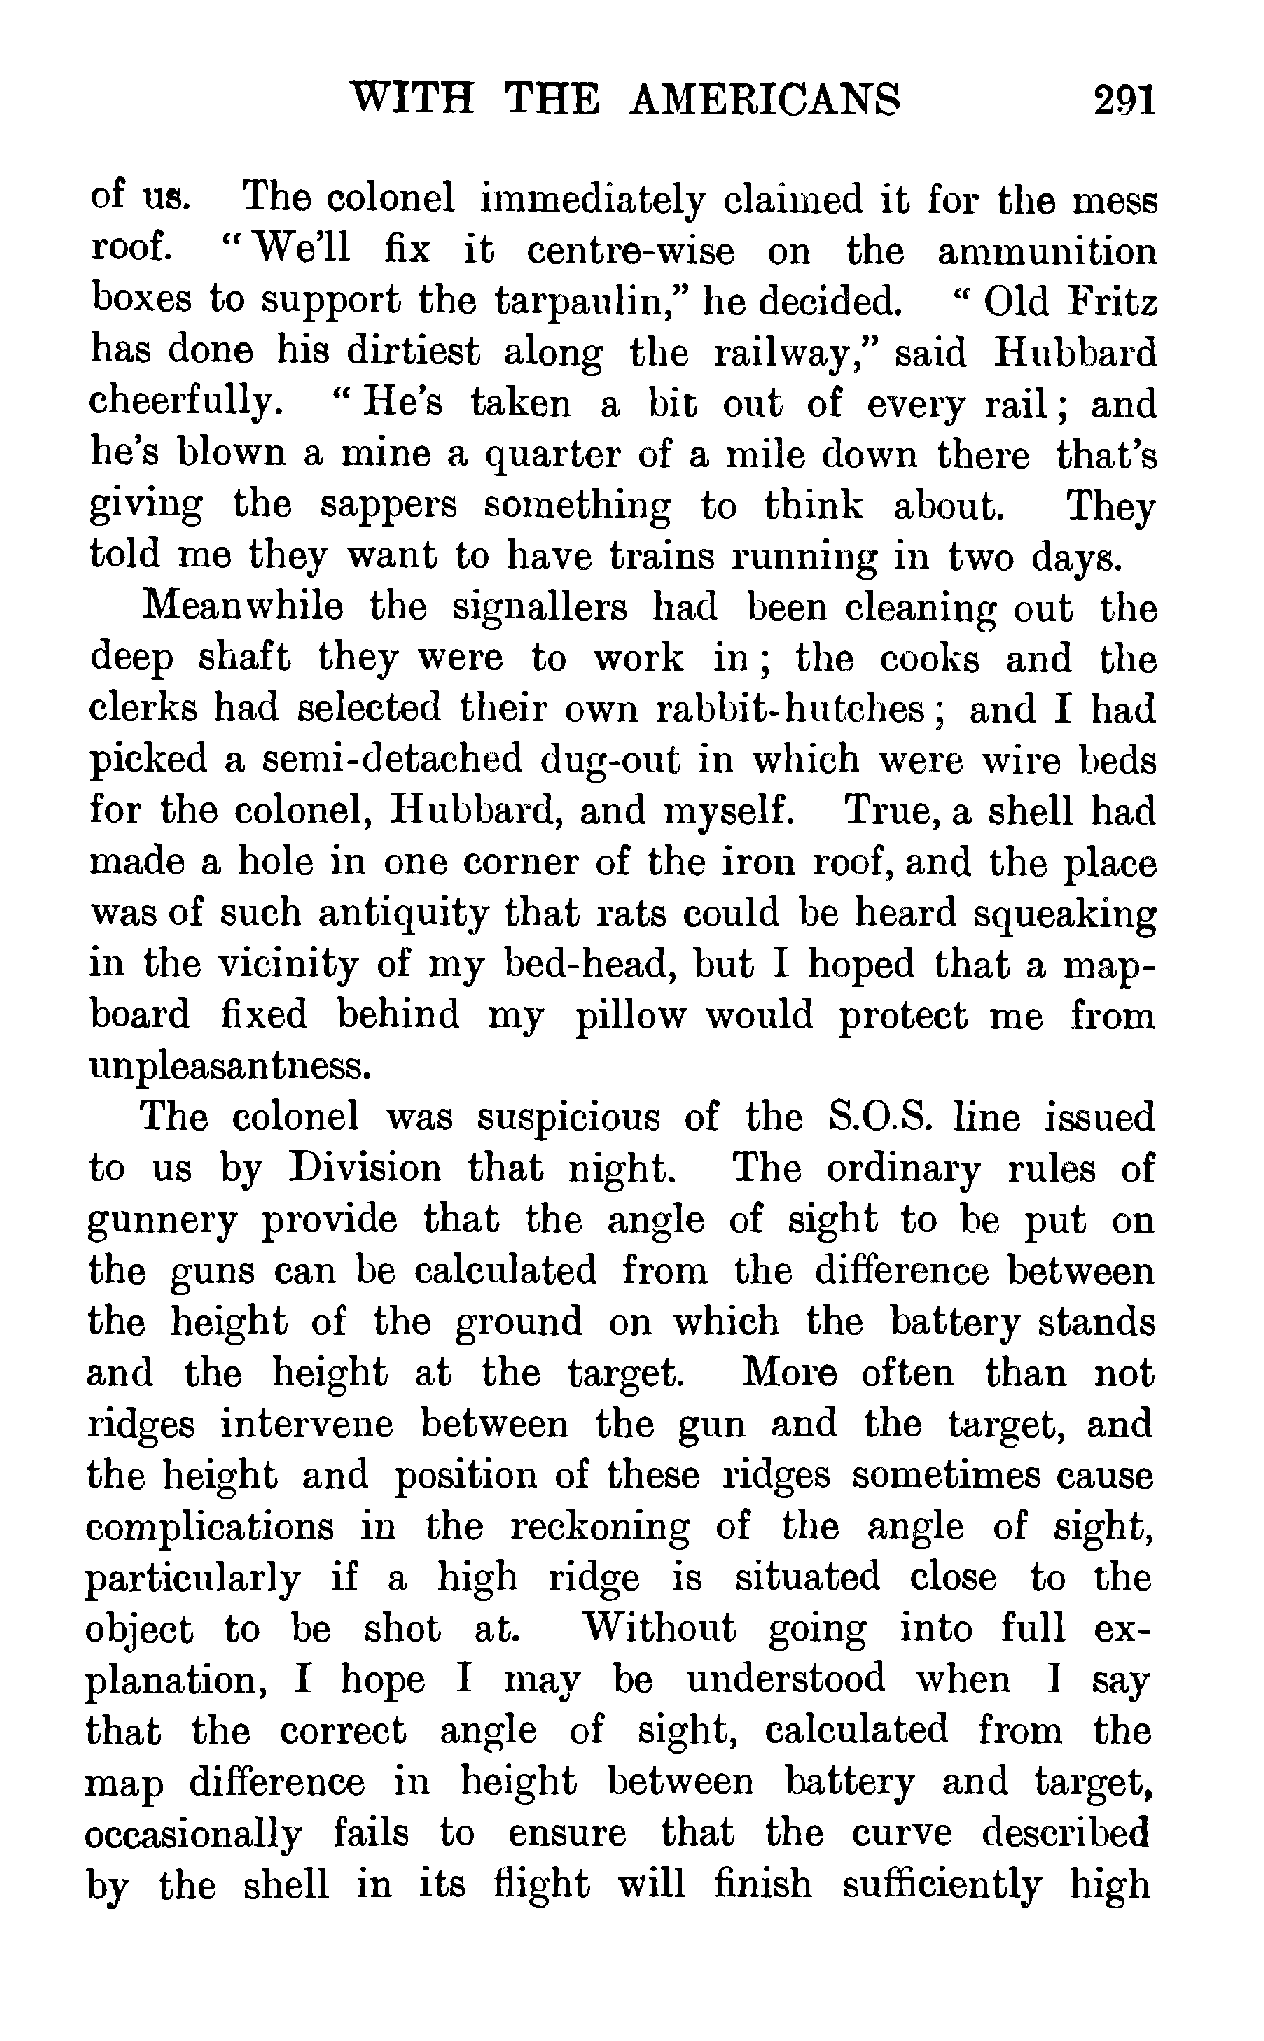 WITH THE AMERICANS 291
of us. The colonel immediately claimed it for the mess
roof. “We’ll fix it centre-wise on the ammunition
boxes to support the tarpaulin,” he decided. “Old Fritz
has done his dirtiest along the railway,” said Hubbard
cheerfully. “He’s taken a bit out of every rail; and
he’s blown a mine a quarter of a mile down there that’s
giving the sappers something to think about. They
told me they want to have trains running in two days.
Meanwhile the signallers had been cleaning out the
deep shaft they were to work in; the cooks and the
clerks had selected their own rabbit-hutches; and I had
picked a semi-detached dug-out in which were wire beds
for the colonel, Hubbard, and myself. True, a shell had
made a hole in one corner of the iron roof, and the place
was of such antiquity that rats could be heard squeaking
in the vicinity of my bed-head, but I hoped that a map-
board fixed behind my pillow would protect me from
unpleasantness.
The colonel was suspicious of the S.O.S. line issued
to us by Division that night. The ordinary rules of
gunnery provide that the angle of sight to be put on
the guns can be calculated from the difference between
the height of the ground on which the battery stands
and the height at the target. More often than not
ridges intervene between the gun and the target, and
the height and position of these ridges sometimes cause
complications in the reckoning of the angle of sight,
particularly if a high ridge is situated close to the
object to be shot at. Without going into full ex-
planation, I hope I may be understood when I say
that the correct angle of sight, calculated from the
map difference in height between battery and target,
occasionally fails to ensure that the curve described
by the shell in its flight will finish sufficiently high